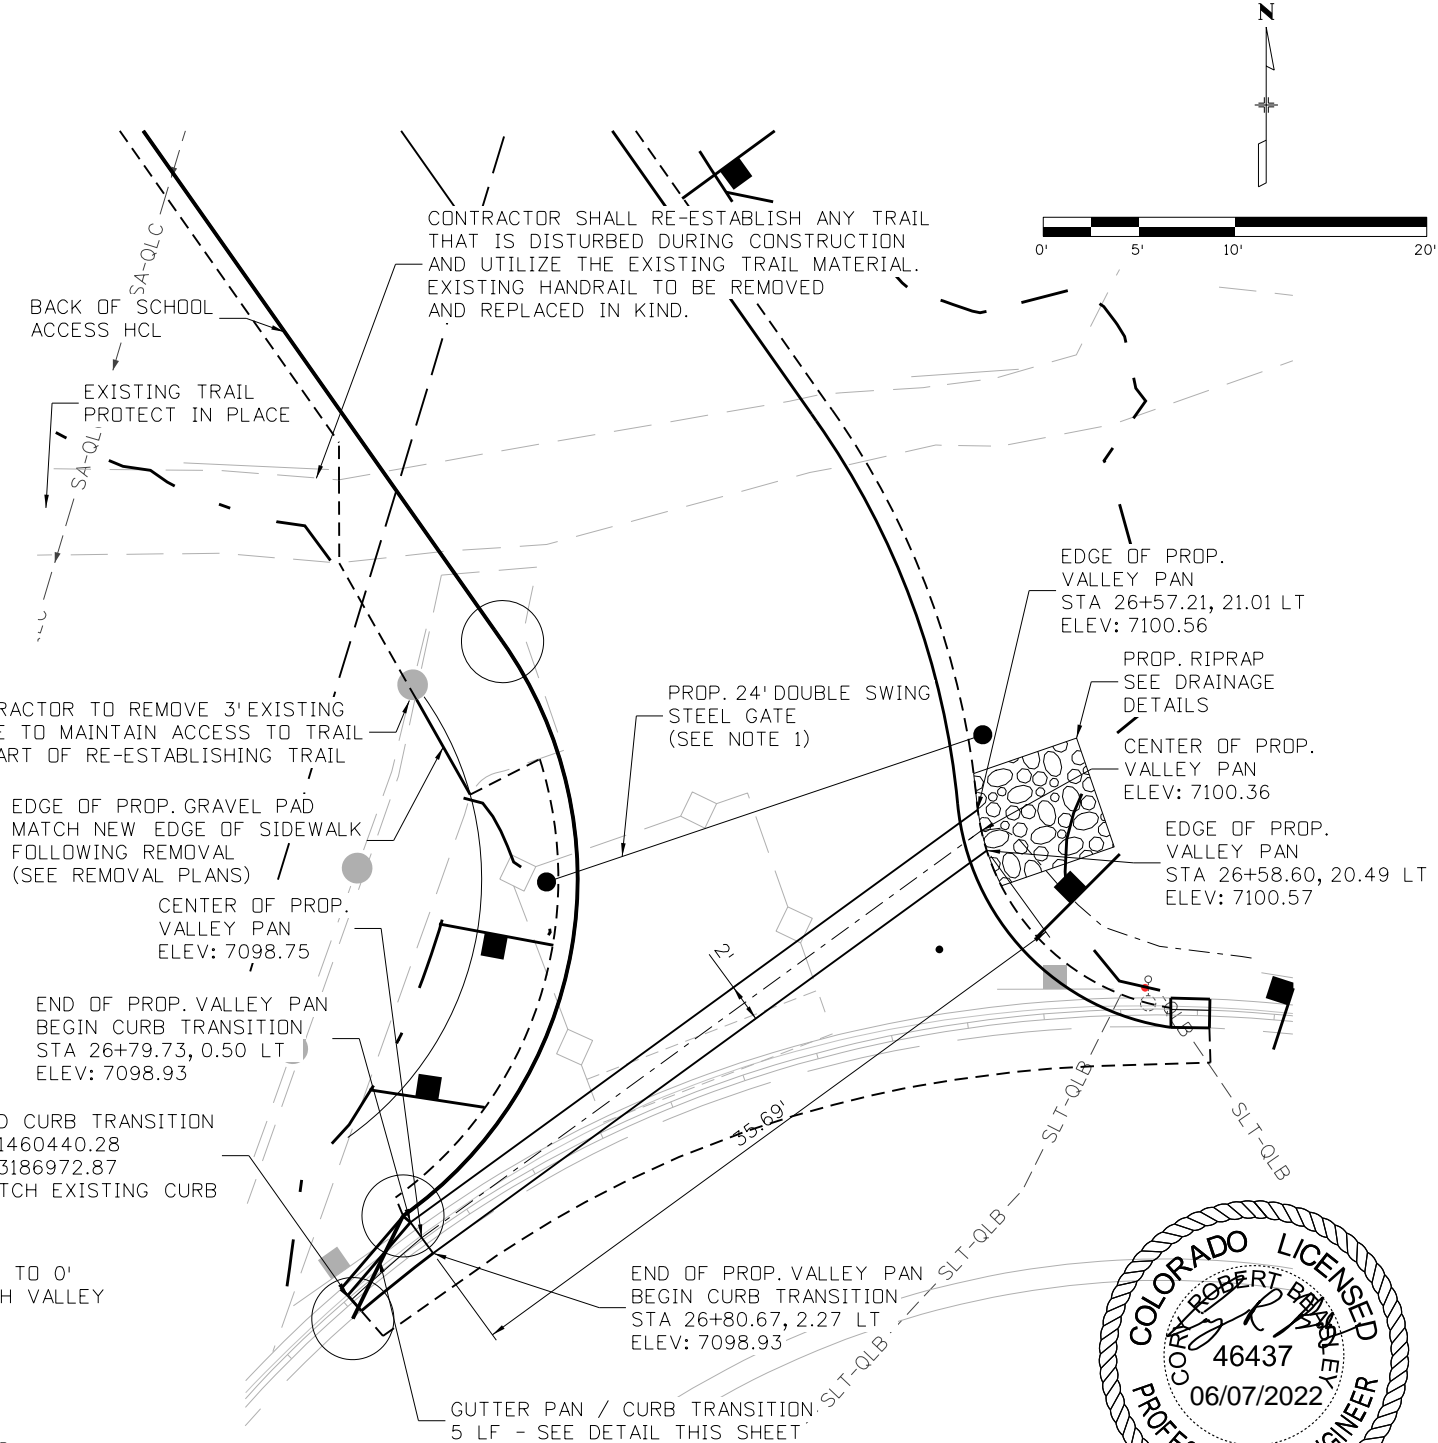 N
0' 5' 10' 20'
CONTRACTOR SHALL RE-ESTABLISH ANY TRAIL
THAT IS DISTURBED DURING CONSTRUCTION
AND UTILIZE THE EXISTING TRAIL MATERIAL.
EXISTING HANDRAIL TO BE REMOVED
AND REPLACED IN KIND.
SA-QLC
BACK OF SCHOOL
ACCESS HCL
EXISTING TRAIL
PROTECT IN PLACE
SA-QL
EDGE OF PROP.
VALLEY PAN
STA 26+57.21, 21.01 LT
ELEV: 7100.56
PROP. RIPRAP
SEE DRAINAGE
DETAILS
PROP. 24' DOUBLE SWING
STEEL GATE
(SEE NOTE 1)
RACTOR TO REMOVE 3' EXISTING
E TO MAINTAIN ACCESS TO TRAIL
ART OF RE-ESTABLISHING TRAIL
CENTER OF PROP.
VALLEY PAN
ELEV: 7100.36
EDGE OF PROP. GRAVEL PAD
MATCH NEW EDGE OF SIDEWALK
FOLLOWING REMOVAL
(SEE REMOVAL PLANS)
EDGE OF PROP.
VALLEY PAN
STA 26+58.60, 20.49 LT
ELEV: 7100.57
CENTER OF PROP.
VALLEY PAN
ELEV: 7098.75
2'
END OF PROP. VALLEY PAN
BEGIN CURB TRANSITION
STA 26+79.73, 0.50 LT
ELEV: 7098.93
QLB
SLT-QLB
SLT-QLB
35.69'
D CURB TRANSITION
1460440.28
3186972.87
TCH EXISTING CURB
SLT-QLB
TO 0'
H VALLEY
END OF PROP. VALLEY PAN
BEGIN CURB TRANSITION
STA 26+80.67, 2.27 LT
ELEV: 7098.93
SLT-QLB
GUTTER PAN / CURB TRANSITION
5 LF - SEE DETAIL THIS SHEET
COLORADO LICENSED
CORY ROBERT
46437
06/07/2022